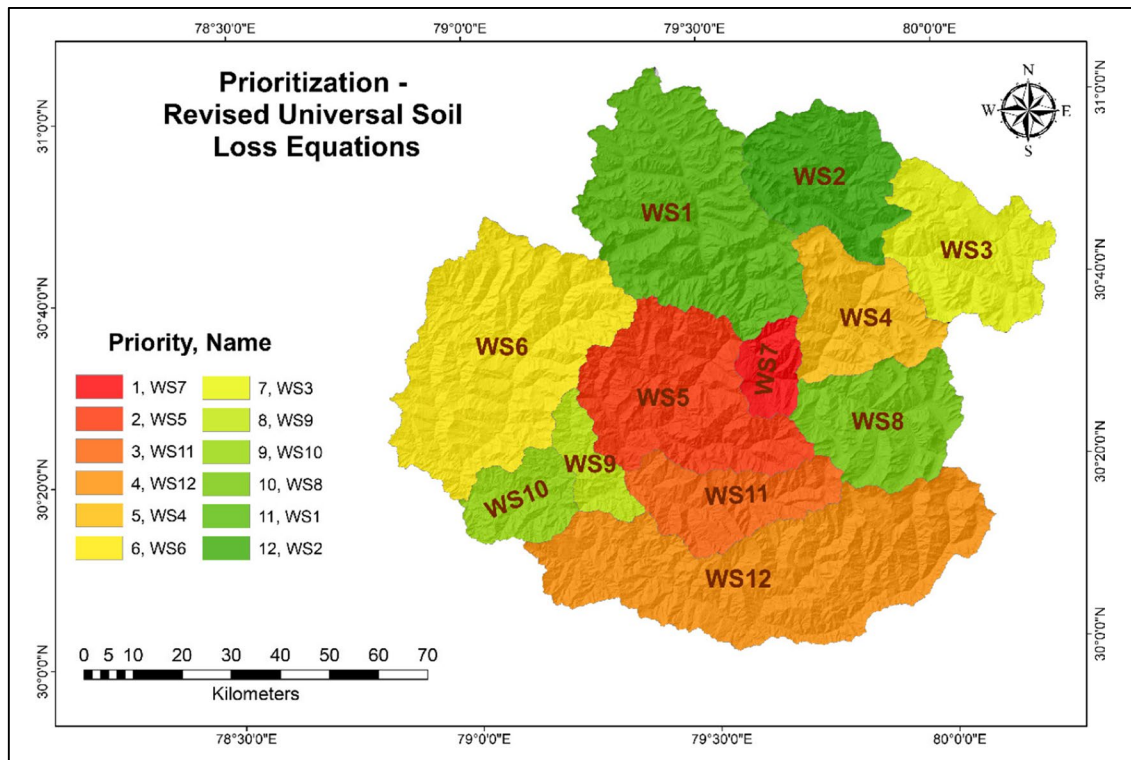 78°30'0"E 79°0'0"E 79°30'0"E 80°0'0"E
Prioritization -
Revised Universal Soil
Loss Equations
N
W E
S
31°0'0"N
31°0'0"N
WS2
WS1
WS3
30°40'0"N
30°40'0"N
WS4
WS6
WS7
WS5
WS8
Priority, Name
1, WS7 7, WS3
2, WS5 8, WS9
3, WS11 9, WS10
4, WS12 10, WS8
5, WS4 11, WS1
6, WS6 12, WS2
30°20'0"N
30°20'0"N
WS9
WS10
WS11
WS12
30°0'0"N
30°0'0"N
0 5 10 20 30 40 50 60 70
Kilometers
78°30'0"E 79°0'0"E 79°30'0"E 80°0'0"E